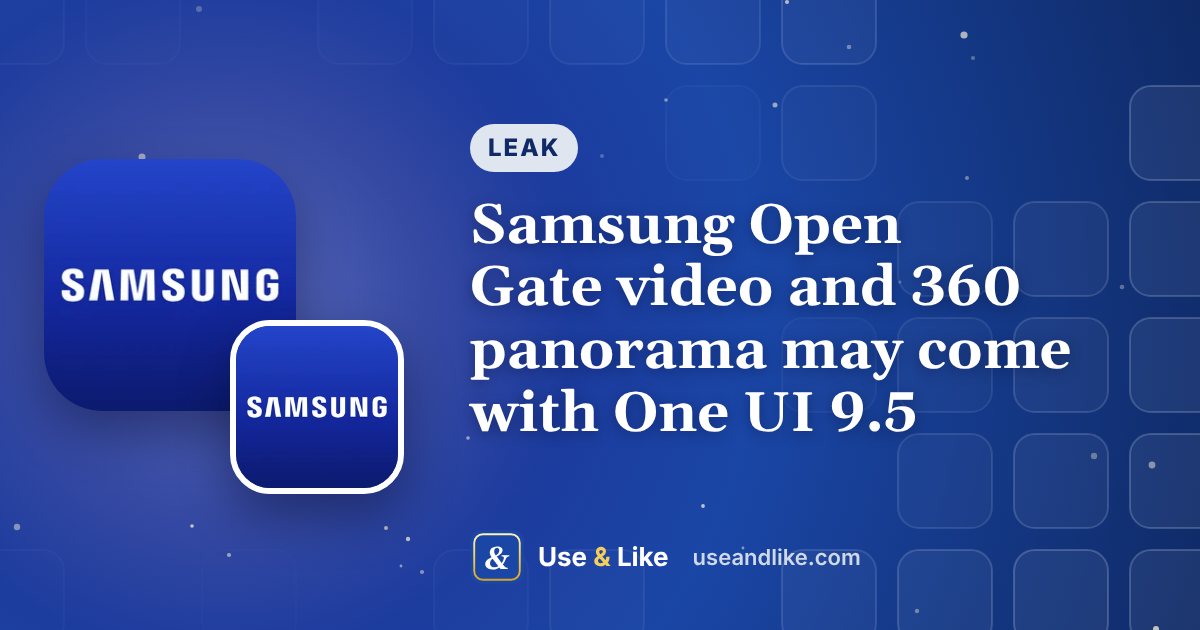 LEAK
SAMSUNG
SAMSUNG
Samsung Open
Gate video and 360
panorama may come
with One UI 9.5
& Use & Like useandlike.com